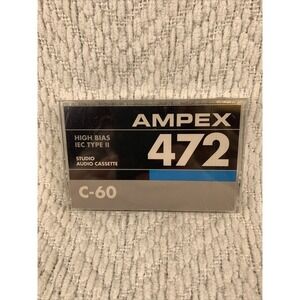 AMPEX
HIGH BIAS
IEC TYPE II
472
STUDIO
AUDIO CASSETTE
C-60